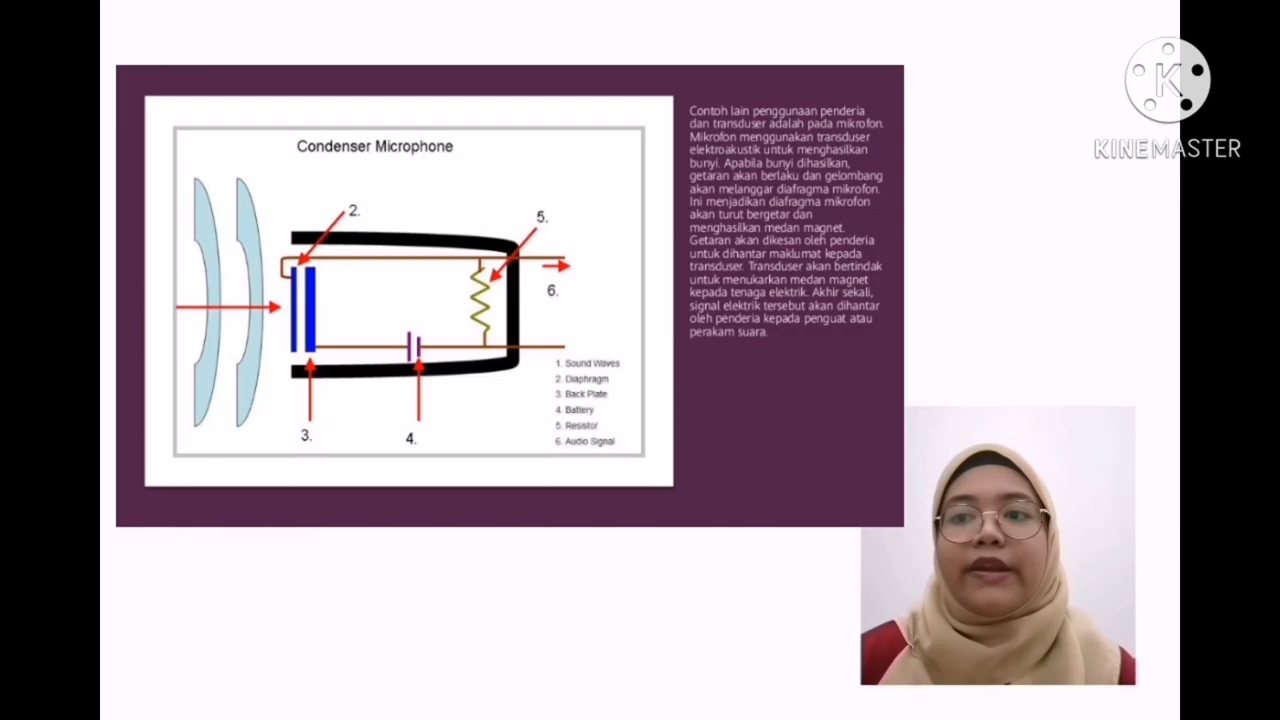 Condenser Microphone
2.
5.
6.
3.
4.
1. Sound Waves
2. Diaphragm
3. Back Plate
4. Battery
5. Resistor
6. Audio Signal
Contoh lain penggunaan penderia
dan transduser adalah pada mikrofon.
Mikrofon menggunakan transduser
elektroakustik untuk menghasilkan
bunyi. Apabila bunyi dihasilkan,
getaran akan berlaku dan gelombang
akan melanggar diafragma mikrofon.
Ini menjadikan diafragma mikrofon
akan turut bergetar dan
menghasilkan medan magnet.
Getaran akan dikesan oleh penderia
untuk dihantar maklumat kepada
transduser. Transduser akan bertindak
untuk menukarkan medan magnet
kepada tenaga elektrik. Akhir sekali,
signal elektrik tersebut akan dihantar
oleh penderia kepada penguat atau
perakam suara.
K
KINEMASTER